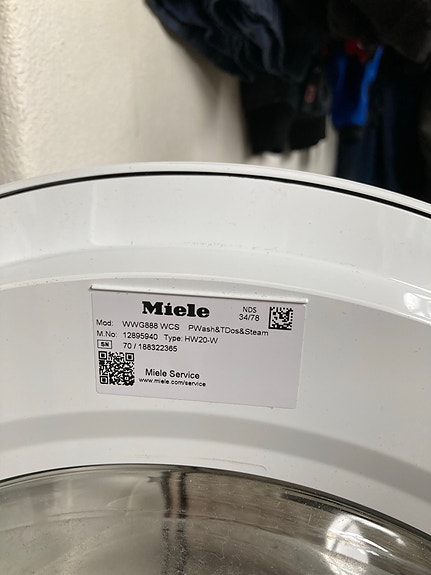 Miele
NDS
34/78
Mod: WWG888 WCS PWash&TDos&Steam
M.No: 12895940 Type: HW20-W
SN 70 / 188322365
Miele Service
www.miele.com/service